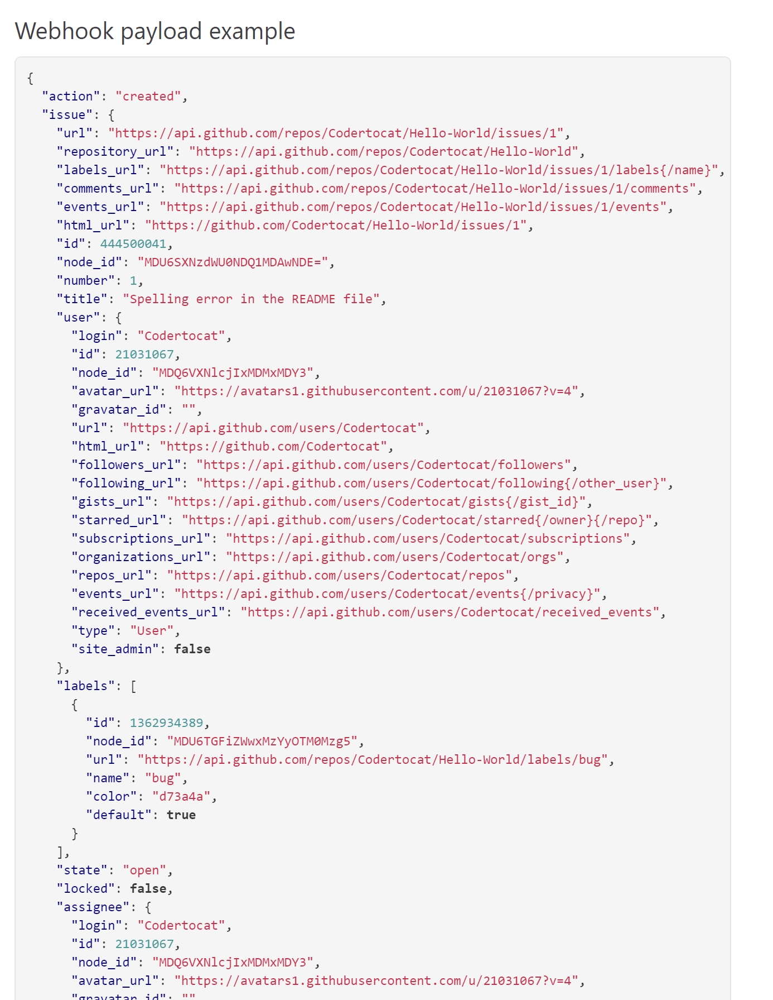 Webhook payload example
{
  "action": "created",
  "issue": {
    "url": "https://api.github.com/repos/Codertocat/Hello-World/issues/1",
    "repository_url": "https://api.github.com/repos/Codertocat/Hello-World",
    "labels_url": "https://api.github.com/repos/Codertocat/Hello-World/issues/1/labels{/name}",
    "comments_url": "https://api.github.com/repos/Codertocat/Hello-World/issues/1/comments",
    "events_url": "https://api.github.com/repos/Codertocat/Hello-World/issues/1/events",
    "html_url": "https://github.com/Codertocat/Hello-World/issues/1",
    "id": 444500041,
    "node_id": "MDU6SXNzdWU0NDQ1MDAwNDE=",
    "number": 1,
    "title": "Spelling error in the README file",
    "user": {
      "login": "Codertocat",
      "id": 21031067,
      "node_id": "MDQ6VXNlcjIxMDMxMDY3",
      "avatar_url": "https://avatars1.githubusercontent.com/u/21031067?v=4",
      "gravatar_id": "",
      "url": "https://api.github.com/users/Codertocat",
      "html_url": "https://github.com/Codertocat",
      "followers_url": "https://api.github.com/users/Codertocat/followers",
      "following_url": "https://api.github.com/users/Codertocat/following{/other_user}",
      "gists_url": "https://api.github.com/users/Codertocat/gists{/gist_id}",
      "starred_url": "https://api.github.com/users/Codertocat/starred{/owner}{/repo}",
      "subscriptions_url": "https://api.github.com/users/Codertocat/subscriptions",
      "organizations_url": "https://api.github.com/users/Codertocat/orgs",
      "repos_url": "https://api.github.com/users/Codertocat/repos",
      "events_url": "https://api.github.com/users/Codertocat/events{/privacy}",
      "received_events_url": "https://api.github.com/users/Codertocat/received_events",
      "type": "User",
      "site_admin": false
    },
    "labels": [
      {
        "id": 1362934389,
        "node_id": "MDU6TGFiZWwxMzYyOTM0Mzg5",
        "url": "https://api.github.com/repos/Codertocat/Hello-World/labels/bug",
        "name": "bug",
        "color": "d73a4a",
        "default": true
      }
    ],
    "state": "open",
    "locked": false,
    "assignee": {
      "login": "Codertocat",
      "id": 21031067,
      "node_id": "MDQ6VXNlcjIxMDMxMDY3",
      "avatar_url": "https://avatars1.githubusercontent.com/u/21031067?v=4",
      "gravatar_id": ""